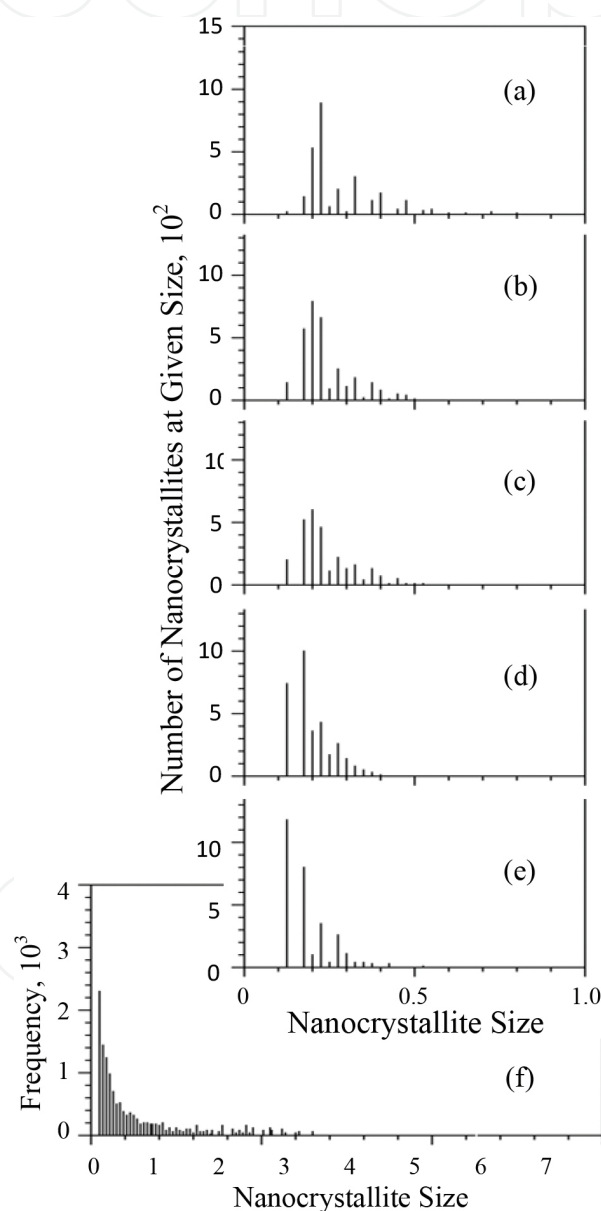 15
10
5
0
(a)
10
5
0
(b)
10
5
0
(c)
10
5
0
(d)
10
5
0
(e)
0 0.5 1.0
Nanocrystallite Size
Number of Nanocrystallites at Given Size, 10²
4
3
2
1
0
(f)
Frequency, 10³
0 1 2 3 4 5 6 7
Nanocrystallite Size